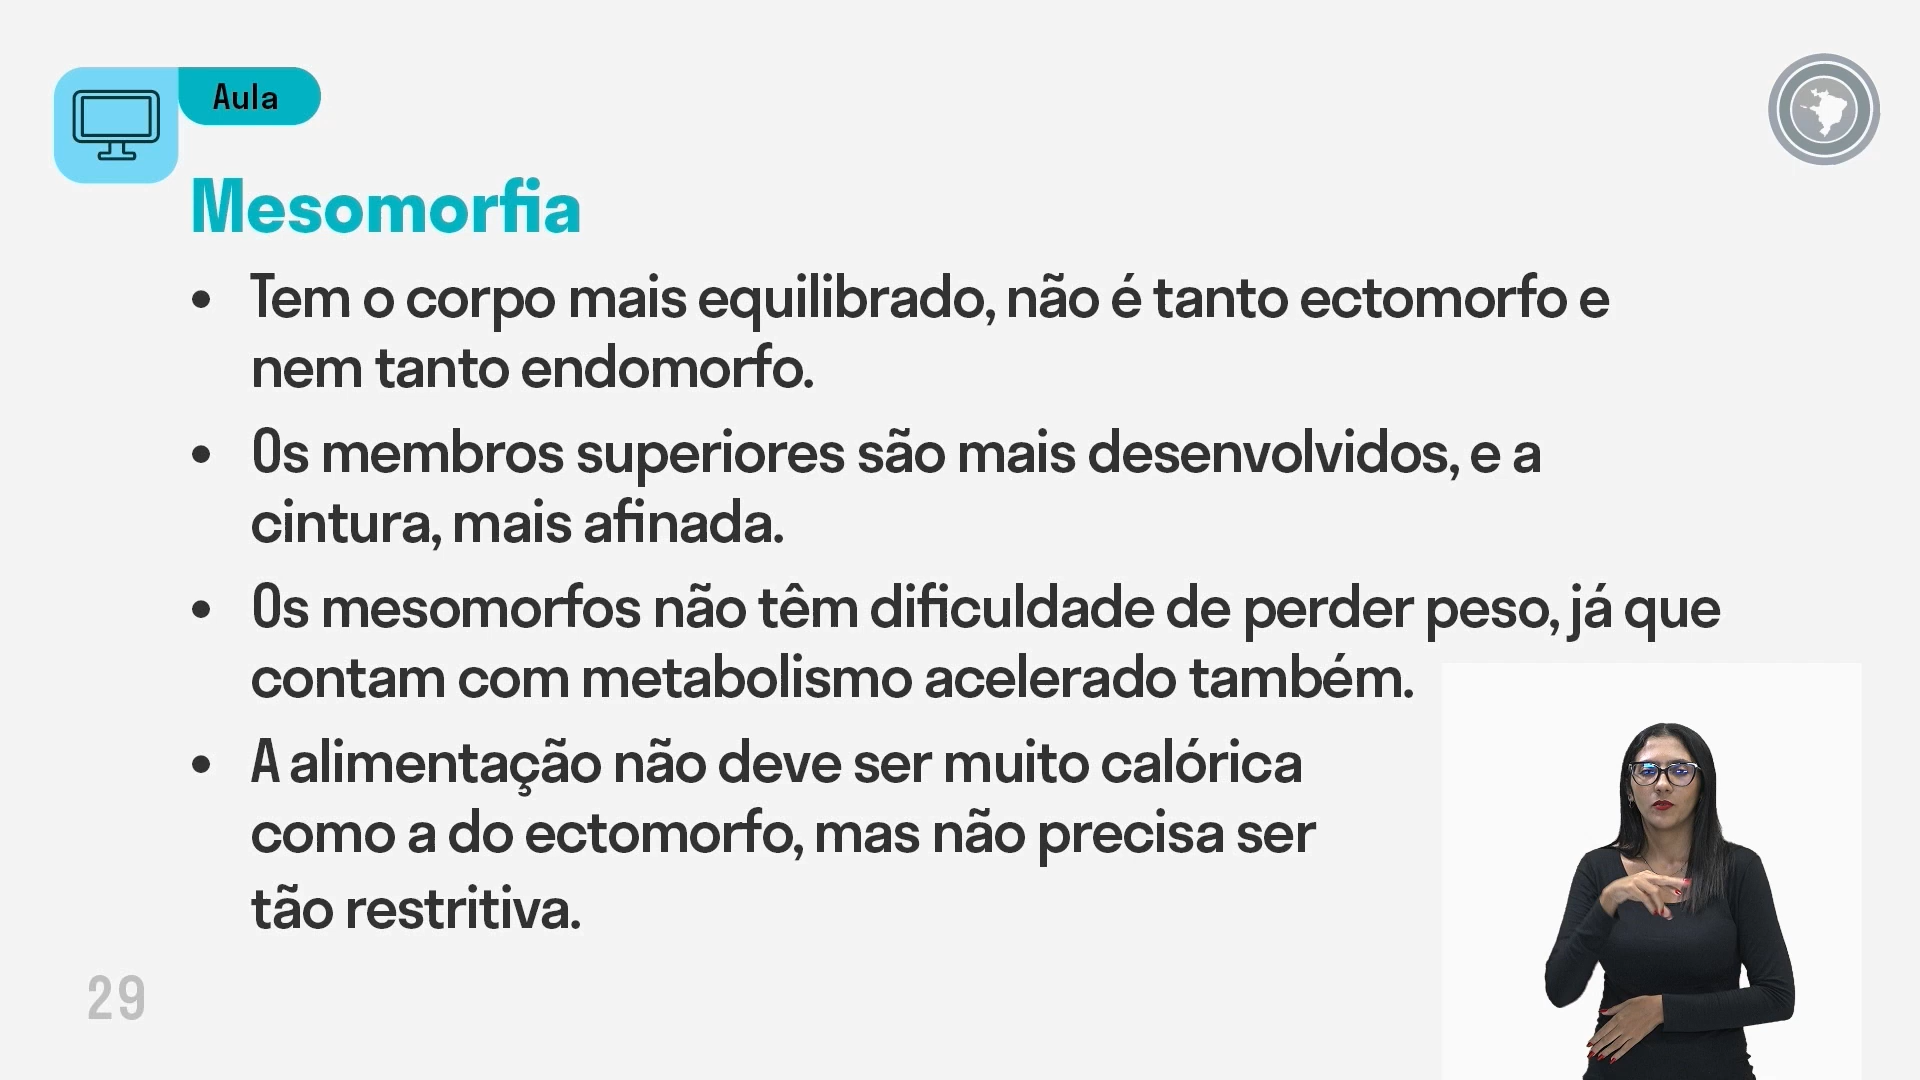 Aula
Mesomorfia
• Tem o corpo mais equilibrado, não é tanto ectomorfo e
nem tanto endomorfo.
• Os membros superiores são mais desenvolvidos, e a
cintura, mais afinada.
• Os mesomorfos não têm dificuldade de perder peso, já que
contam com metabolismo acelerado também.
• A alimentação não deve ser muito calórica
como a do ectomorfo, mas não precisa ser
tão restritiva.
29